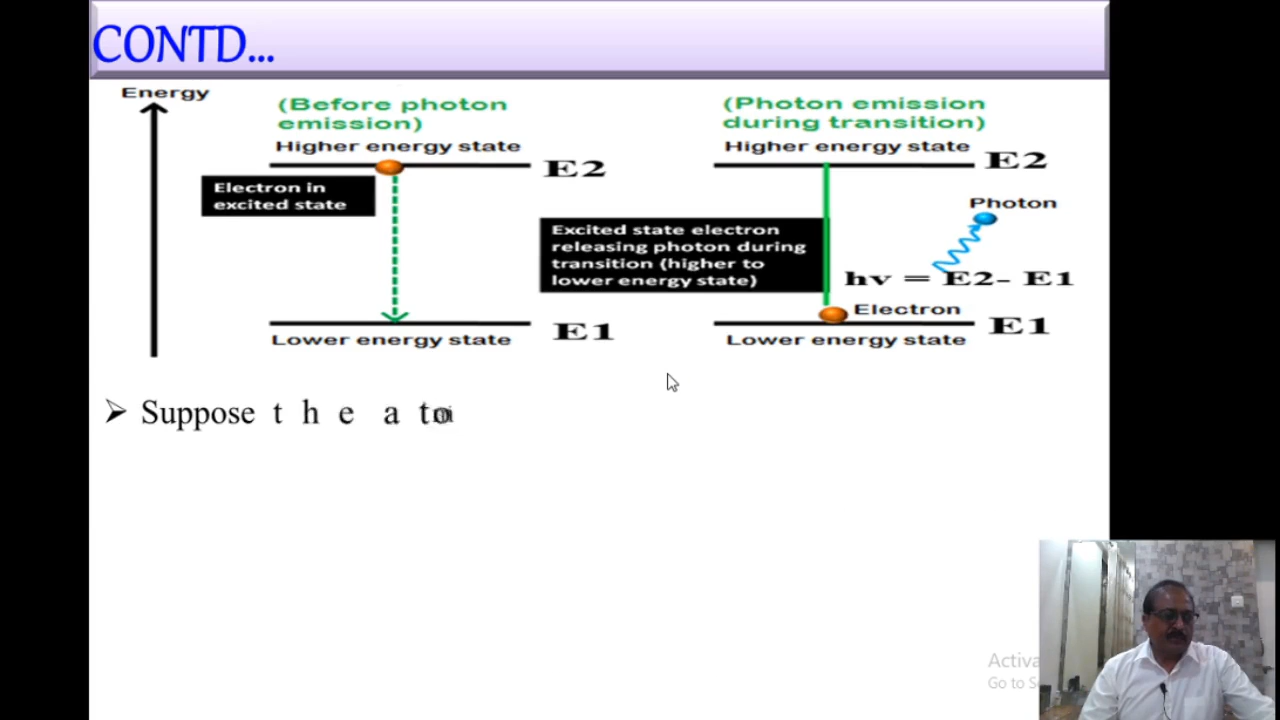 CONTD...
Energy
(Before photon
emission)
Higher energy state
E2
Electron in
excited state
E1
Lower energy state
(Photon emission
during transition)
Higher energy state
E2
Photon
Excited state electron
releasing photon during
transition (higher to
lower energy state)
hv = E2- E1
Electron
E1
Lower energy state
➤ Suppose t h e
Go to